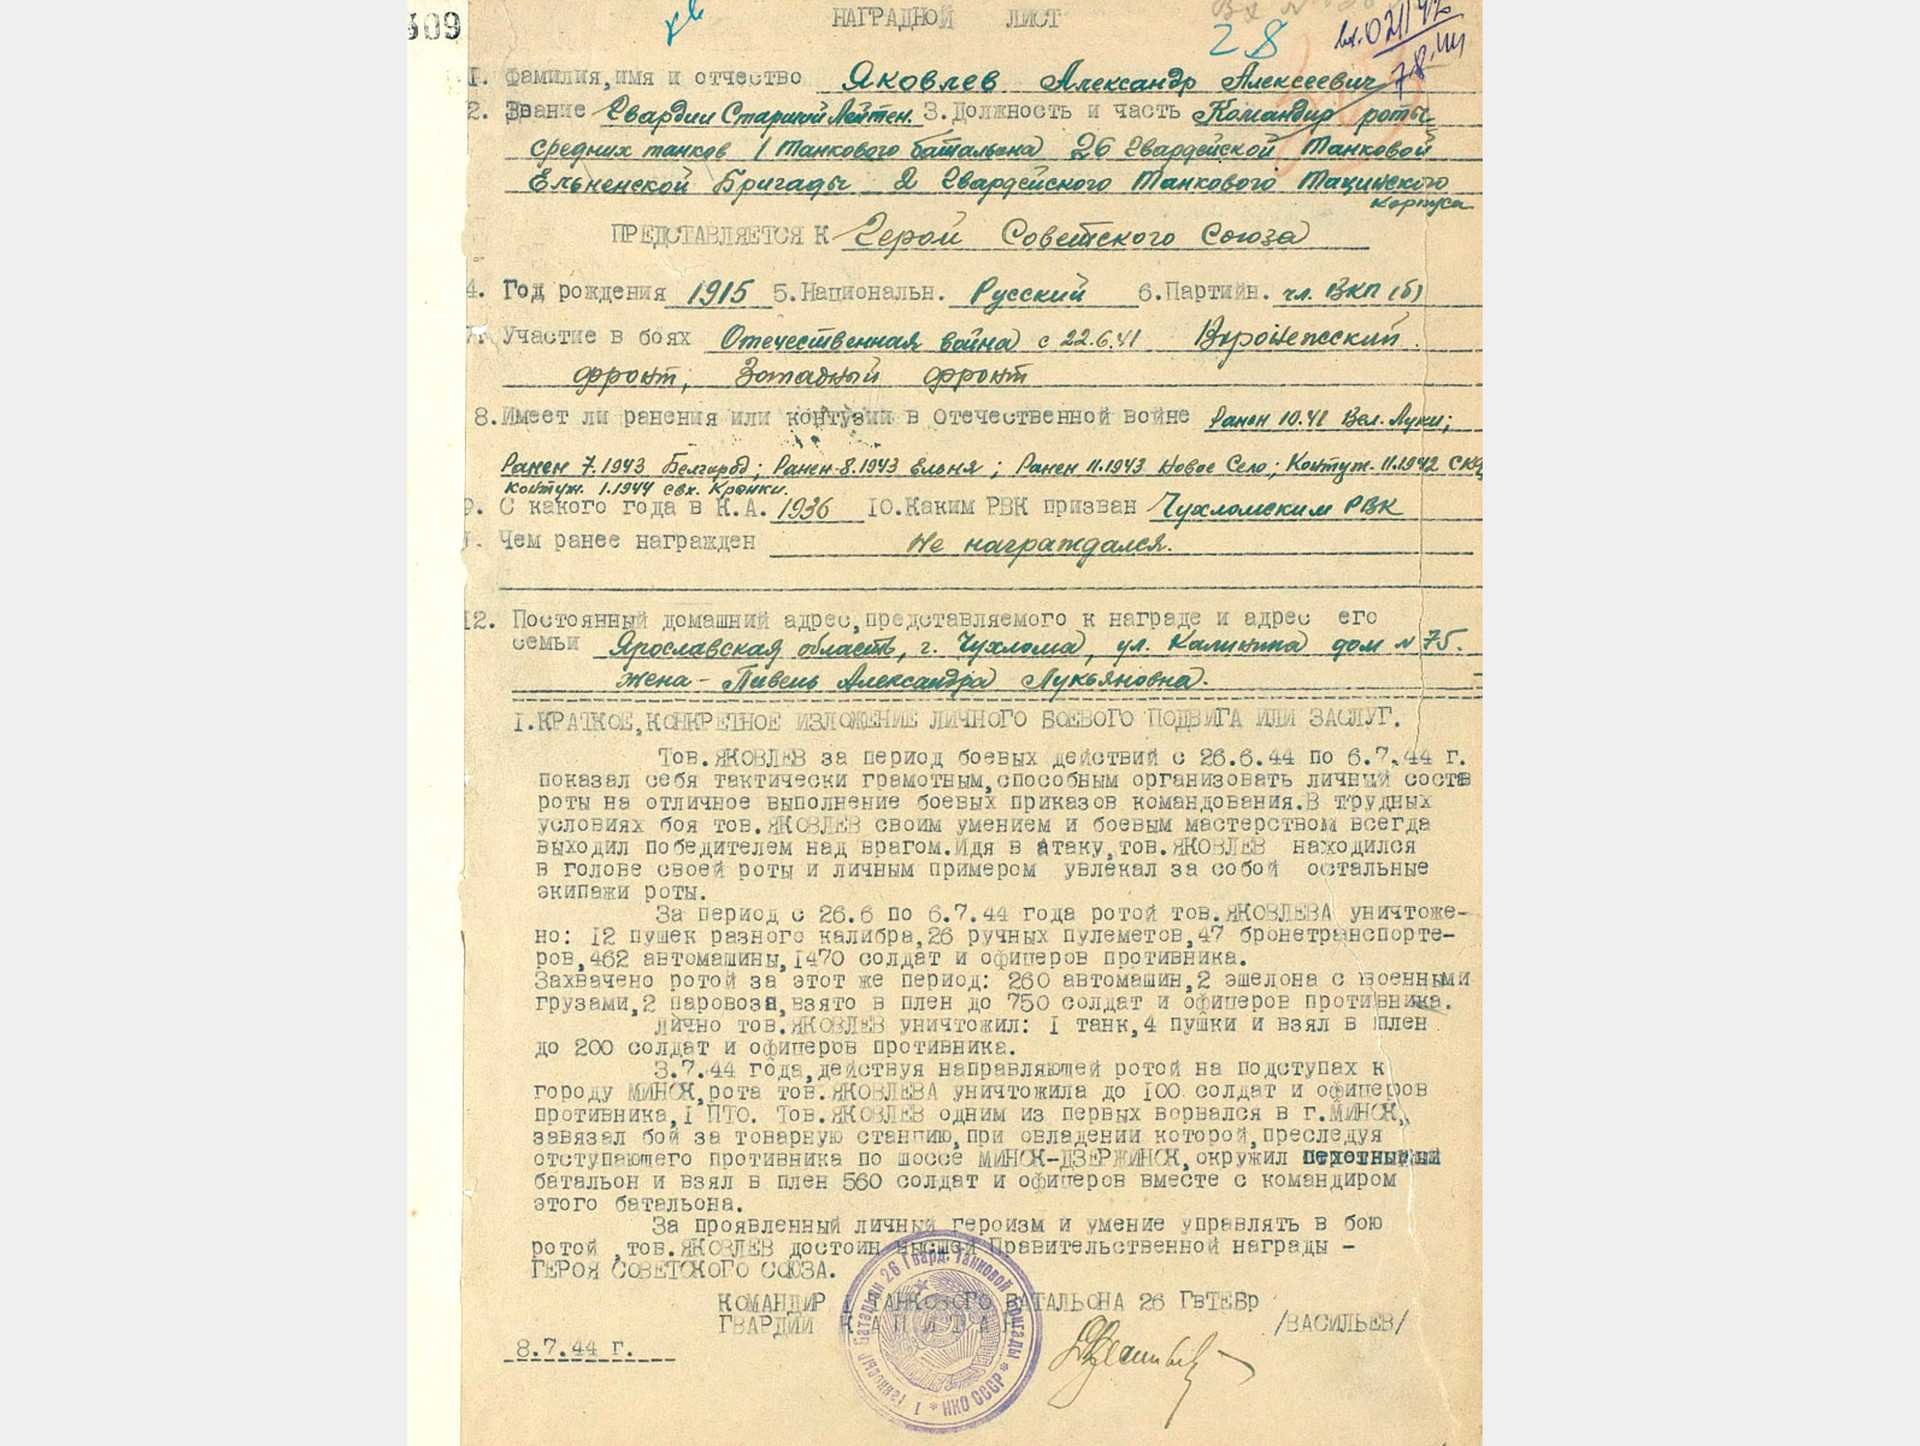 309
НАГРАДНОЙ ЛИСТ
28
вх. 02142
1. Фамилия, имя и отчество Яковлев Александр Алексеевич
2. Звание Гвардии Старший Лейтен. 3. Должность и часть Командир роты
средних танков 1 Танкового батальона 26 Гвардейской Танковой
Ельненской Бригады 2 Гвардейского Танкового Тацинского
корпуса
ПРЕДСТАВЛЯЕТСЯ К Герой Советского Союза
4. Год рождения 1915 5. Национальн. Русский 6. Партийн. чл. ВКП (б)
7. Участие в боях Отечественная война с 22.6.41 Воронежский
фронт, Западный фронт
8. Имеет ли ранения или контузии в Отечественной войне Ранен 10.41 Вел. Луки;
Ранен 7.1943 Белгород; Ранен 8.1943 Ельня; Ранен 11.1943 Новое Село; Контуж. 11.1942
Контуж. 1.1944 свх. Кронки.
9. С какого года в К.А. 1936 10. Каким РВК призван Чухломским РВК
Чем ранее награжден Не награждался.
12. Постоянный домашний адрес, представляемого к награде и адрес его
семьи Ярославская область, г. Чухлома, ул. Калинина дом №75.
жена - Пивень Александра Лукьяновна.
I. КРАТКОЕ, КОНКРЕТНОЕ ИЗЛОЖЕНИЕ ЛИЧНОГО БОЕВОГО ПОДВИГА ИЛИ ЗАСЛУГ.
Тов. ЯКОВЛЕВ за период боевых действий с 26.6.44 по 6.7.44 г.
показал себя тактически грамотным, способным организовать личный состав
роты на отличное выполнение боевых приказов командования. В трудных
условиях боя тов. ЯКОВЛЕВ своим умением и боевым мастерством всегда
выходил победителем над врагом. Идя в атаку, тов. ЯКОВЛЕВ находился
в голове своей роты и личным примером увлекал за собой остальные
экипажи роты.
За период с 26.6 по 6.7.44 года ротой тов. ЯКОВЛЕВА уничтоже-
но: 12 пушек разного калибра, 26 ручных пулеметов, 47 бронетранспорте-
ров, 462 автомашины, 1470 солдат и офицеров противника.
Захвачено ротой за этот же период: 260 автомашин, 2 эшелона с военными
грузами, 2 паровоза, взято в плен до 750 солдат и офицеров противника.
Лично тов. ЯКОВЛЕВ уничтожил: 1 танк, 4 пушки и взял в плен
до 200 солдат и офицеров противника.
3.7.44 года, действуя направляющей ротой на подступах к
городу МИНСК, рота тов. ЯКОВЛЕВА уничтожила до 100 солдат и офицеров
противника, 1 ПТО. Тов. ЯКОВЛЕВ одним из первых ворвался в г. МИНСК,
завязал бой за товарную станцию, при овладении которой, преследуя
отступающего противника по шоссе МИНСК-ДЗЕРЖИНСК, окружил пехотный
батальон и взял в плен 560 солдат и офицеров вместе с командиром
этого батальона.
За проявленный личный героизм и умение управлять в бою
ротой, тов. ЯКОВЛЕВ достоин высшей Правительственной награды -
ГЕРОЯ СОВЕТСКОГО СОЮЗА.
КОМАНДИР 1 ТАНКОВОГО БАТАЛЬОНА 26 ГвТБр
ГВАРДИИ КАПИТАН /ВАСИЛЬЕВ/
8.7.44 г.
1 Танковый Батальон 26 Гвард. Танковой Бригады * НКО СССР *